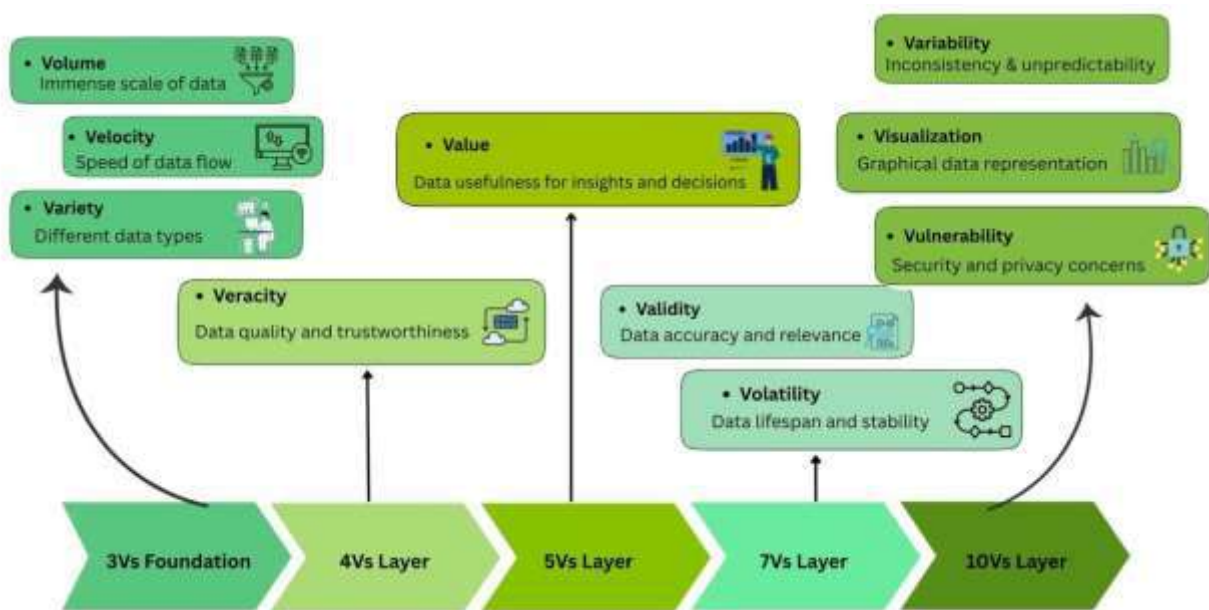 • Volume
Immense scale of data
• Velocity
Speed of data flow
• Variety
Different data types
• Veracity
Data quality and trustworthiness
• Value
Data usefulness for insights and decisions
• Validity
Data accuracy and relevance
• Volatility
Data lifespan and stability
• Variability
Inconsistency & unpredictability
• Visualization
Graphical data representation
• Vulnerability
Security and privacy concerns
3Vs Foundation
4Vs Layer
5Vs Layer
7Vs Layer
10Vs Layer